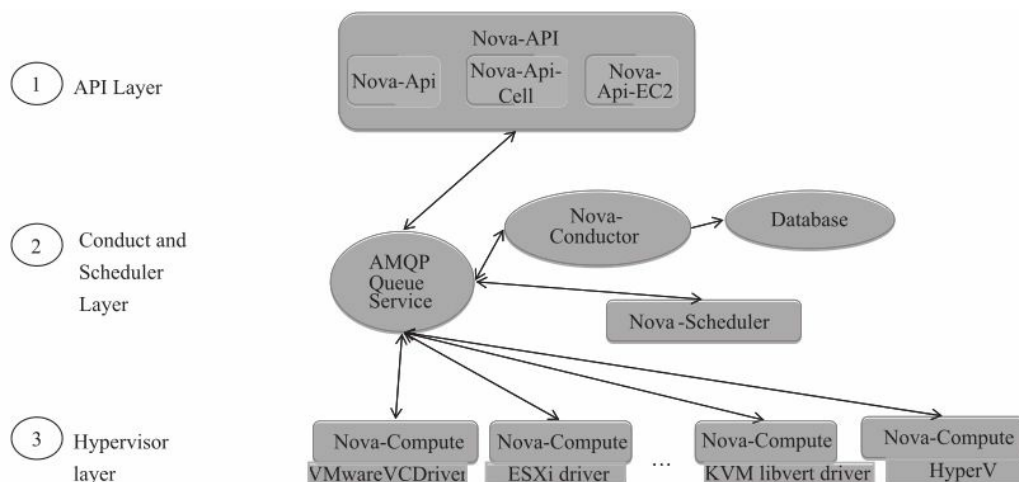 Nova-API
1
API Layer
Nova-Api
Nova-Api-
Cell
Nova-
Api-EC2
2
Conduct and
Scheduler
Layer
AMQP
Queue
Service
Nova-
Conductor
Database
Nova -Scheduler
3
Hypervisor
layer
Nova-Compute
VMwareVCDriver
Nova-Compute
ESXi driver
...
Nova-Compute
KVM libvert driver
Nova-Compute
HyperV